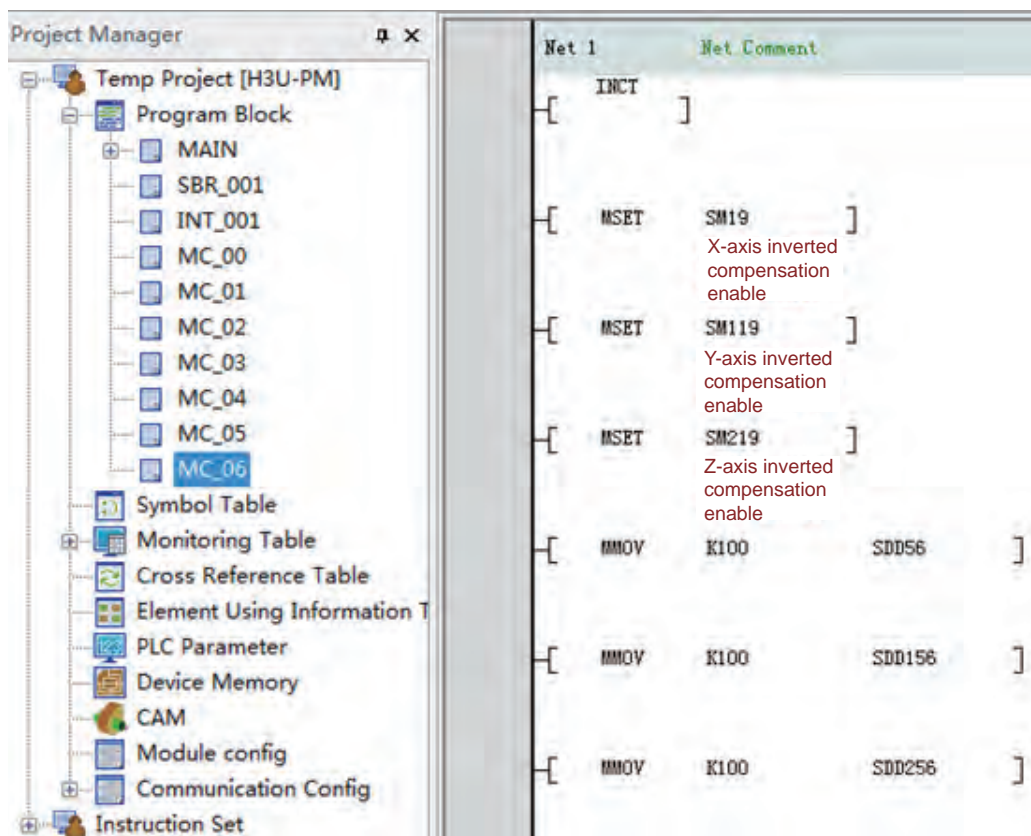 Project Manager
Temp Project [H3U-PM]
Program Block
MAIN
SBR_001
INT_001
MC_00
MC_01
MC_02
MC_03
MC_04
MC_05
MC_06
Symbol Table
Monitoring Table
Cross Reference Table
Element Using Information T
PLC Parameter
Device Memory
CAM
Module config
Communication Config
Instruction Set
Net 1 Net Comment
INCT
[ ]
[ MSET SM19 ]
X-axis inverted
compensation
enable
[ MSET SM119 ]
Y-axis inverted
compensation
enable
[ MSET SM219 ]
Z-axis inverted
compensation
enable
[ MMOV K100 SDD56 ]
[ MMOV K100 SDD156 ]
[ MMOV K100 SDD256 ]